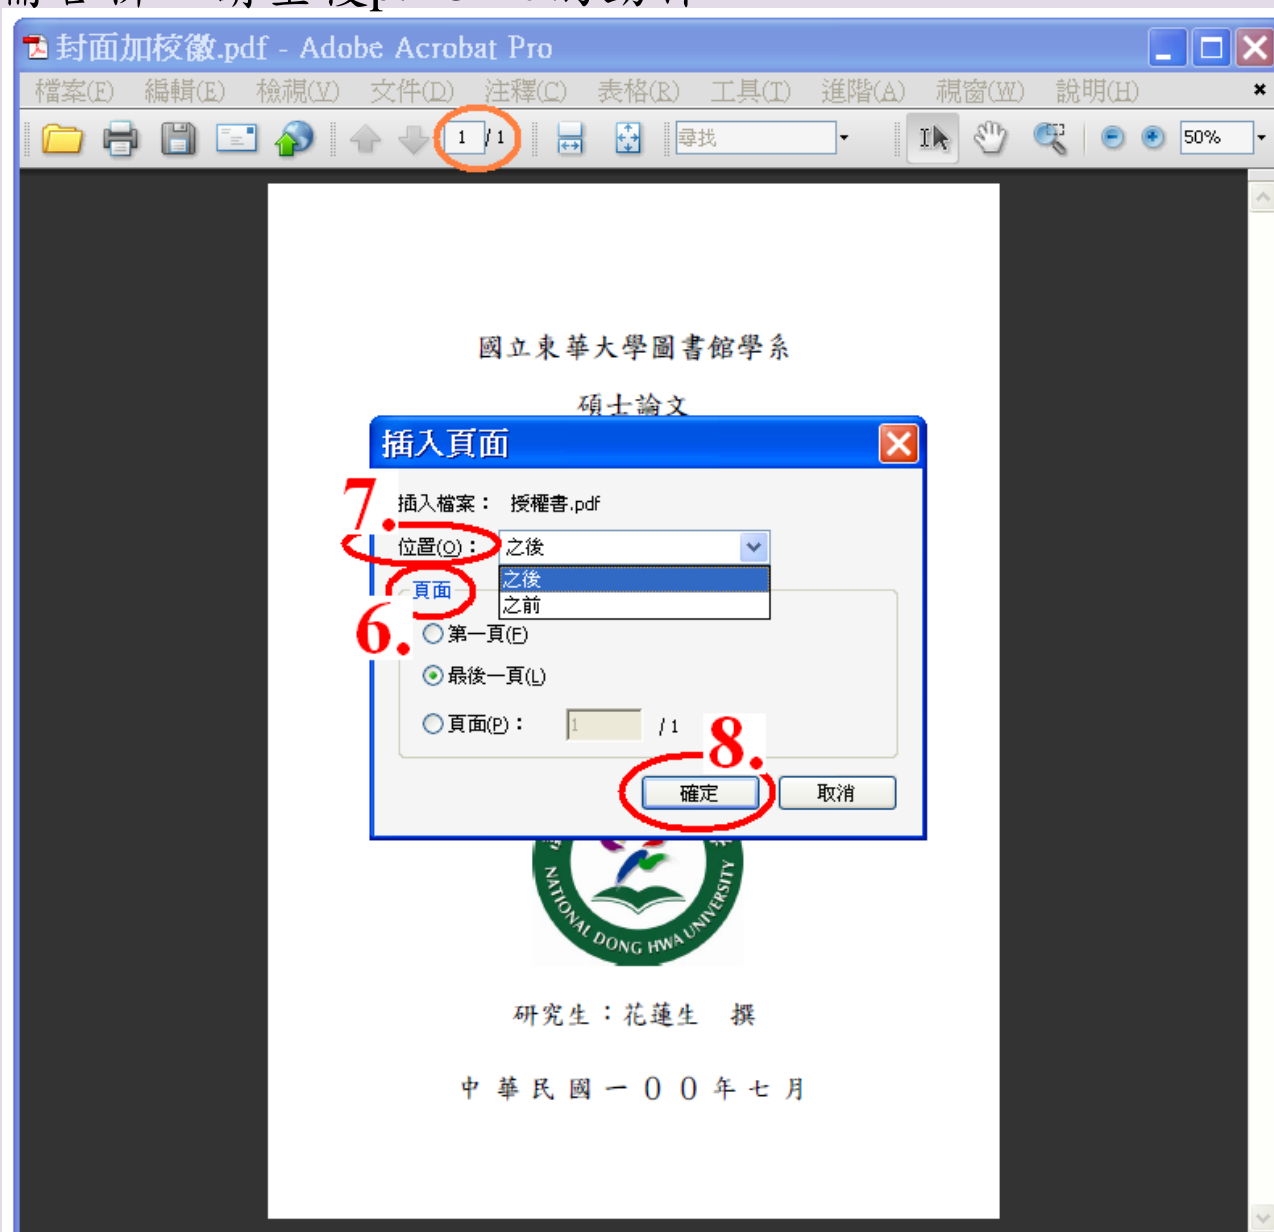 封面加校徽.pdf - Adobe Acrobat Pro
檔案(F) 編輯(E) 檢視(V) 文件(D) 注釋(C) 表格(R) 工具(T) 進階(A) 視窗(W) 說明(H)
1 / 1 尋找 50%
國立東華大學圖書館學系
碩士論文
插入頁面
插入檔案: 授權書.pdf
7.
位置(O): 之後
之後
之前
頁面
6.
第一頁(F)
最後一頁(L)
頁面(P): 1 / 1
8.
確定 取消
NATIONAL DONG HWA UNIVERSITY
研究生：花蓮生 撰
中華民國一００年七月